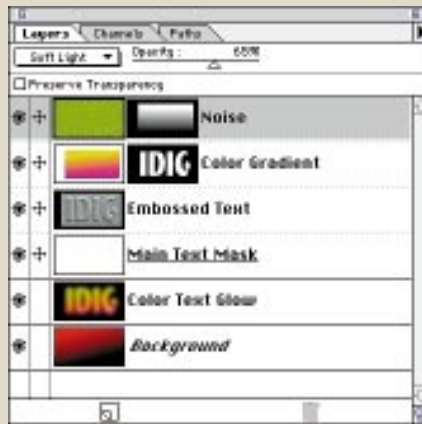 Layers Channels Paths
Soft Light Opacity: 68%
Preserve Transparency
Noise
IDIG Color Gradient
IDIG Embossed Text
Main Text Mask
IDIG Color Text Glow
Background